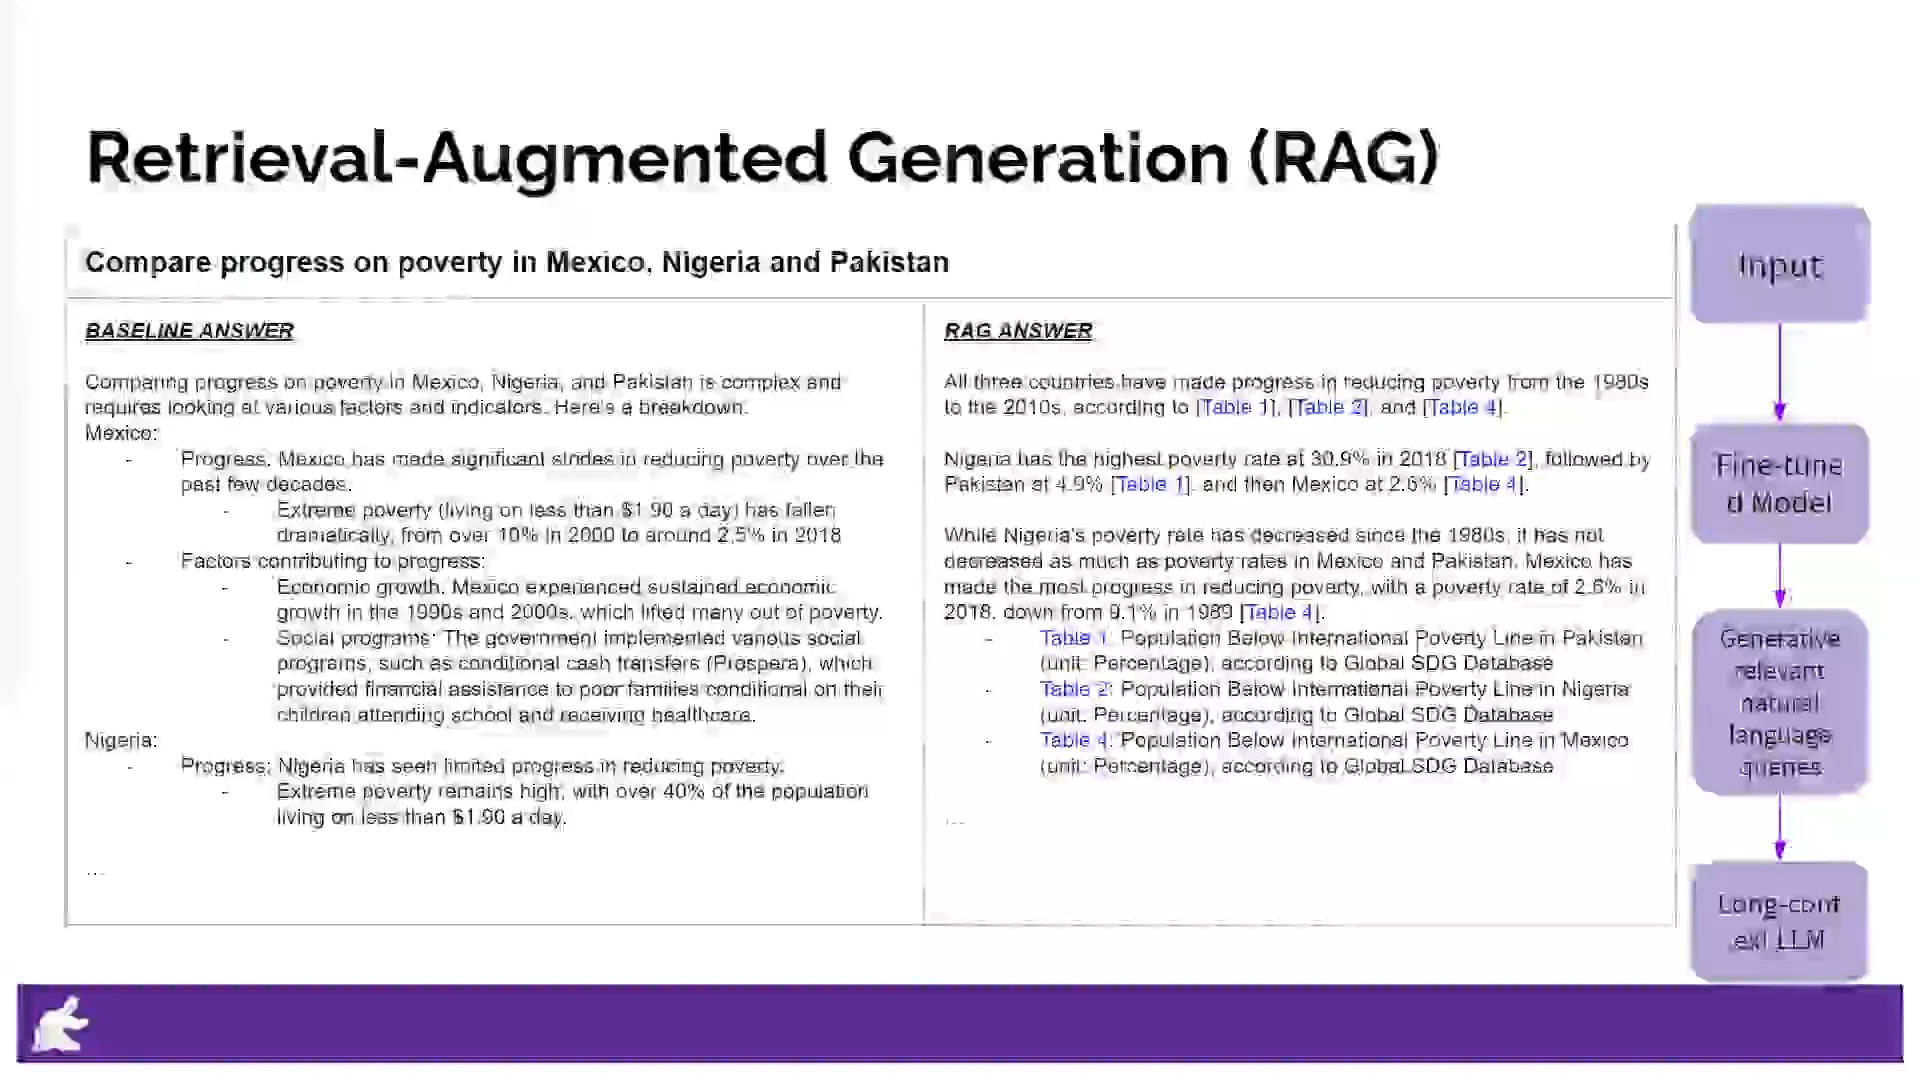 Retrieval-Augmented Generation (RAG)
Compare progress on poverty in Mexico, Nigeria and Pakistan
BASELINE ANSWER
Comparing progress on poverty in Mexico, Nigeria, and Pakistan is complex and
requires looking at various factors and indicators. Here's a breakdown:
Mexico:
- Progress: Mexico has made significant strides in reducing poverty over the
past few decades.
- Extreme poverty (living on less than $1.90 a day) has fallen
dramatically, from over 10% in 2000 to around 2.5% in 2018
- Factors contributing to progress:
- Economic growth: Mexico experienced sustained economic
growth in the 1990s and 2000s, which lifted many out of poverty.
- Social programs: The government implemented various social
programs, such as conditional cash transfers (Prospera), which
provided financial assistance to poor families conditional on their
children attending school and receiving healthcare.
Nigeria:
- Progress: Nigeria has seen limited progress in reducing poverty.
- Extreme poverty remains high, with over 40% of the population
living on less than $1.90 a day.
...
RAG ANSWER
All three countries have made progress in reducing poverty from the 1980s
to the 2010s, according to [Table 1], [Table 2], and [Table 4].
Nigeria has the highest poverty rate at 30.9% in 2018 [Table 2], followed by
Pakistan at 4.9% [Table 1], and then Mexico at 2.6% [Table 4].
While Nigeria's poverty rate has decreased since the 1980s, it has not
decreased as much as poverty rates in Mexico and Pakistan. Mexico has
made the most progress in reducing poverty, with a poverty rate of 2.6% in
2018, down from 9.1% in 1989 [Table 4].
- Table 1: Population Below International Poverty Line in Pakistan
(unit: Percentage), according to Global SDG Database
- Table 2: Population Below International Poverty Line in Nigeria
(unit: Percentage), according to Global SDG Database
- Table 4: Population Below International Poverty Line in Mexico
(unit: Percentage), according to Global SDG Database
...
Input
Fine-tune
d Model
Generative
relevant
natural
language
queries
Long-cont
ext LLM